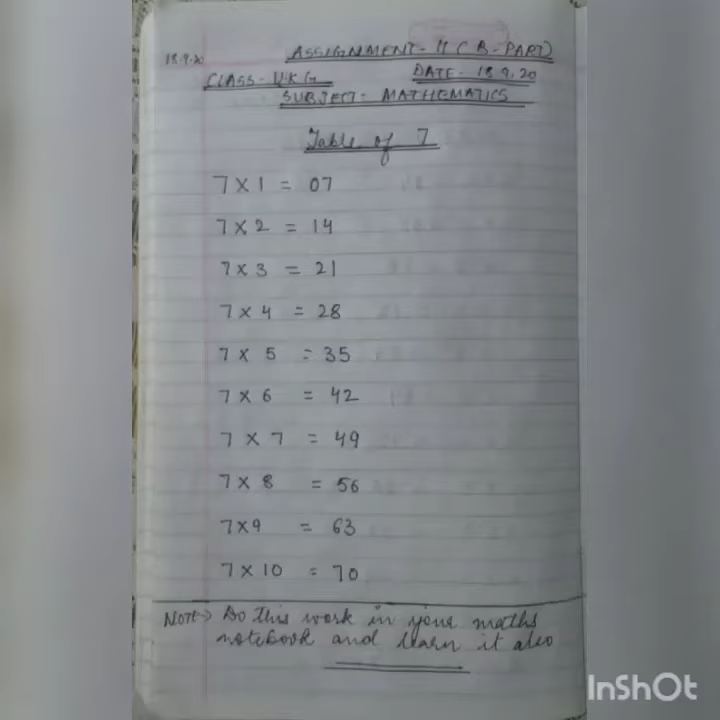 ASSIGNMENT - 11 (B - PART)
18.9.20
CLASS - U.K.G DATE - 18.9.20
SUBJECT - MATHEMATICS
Table of 7
7 × 1 = 07
7 × 2 = 14
7 × 3 = 21
7 × 4 = 28
7 × 5 = 35
7 × 6 = 42
7 × 7 = 49
7 × 8 = 56
7 × 9 = 63
7 × 10 = 70
NOTE → Do this work in your maths
notebook and learn it also
InShOt